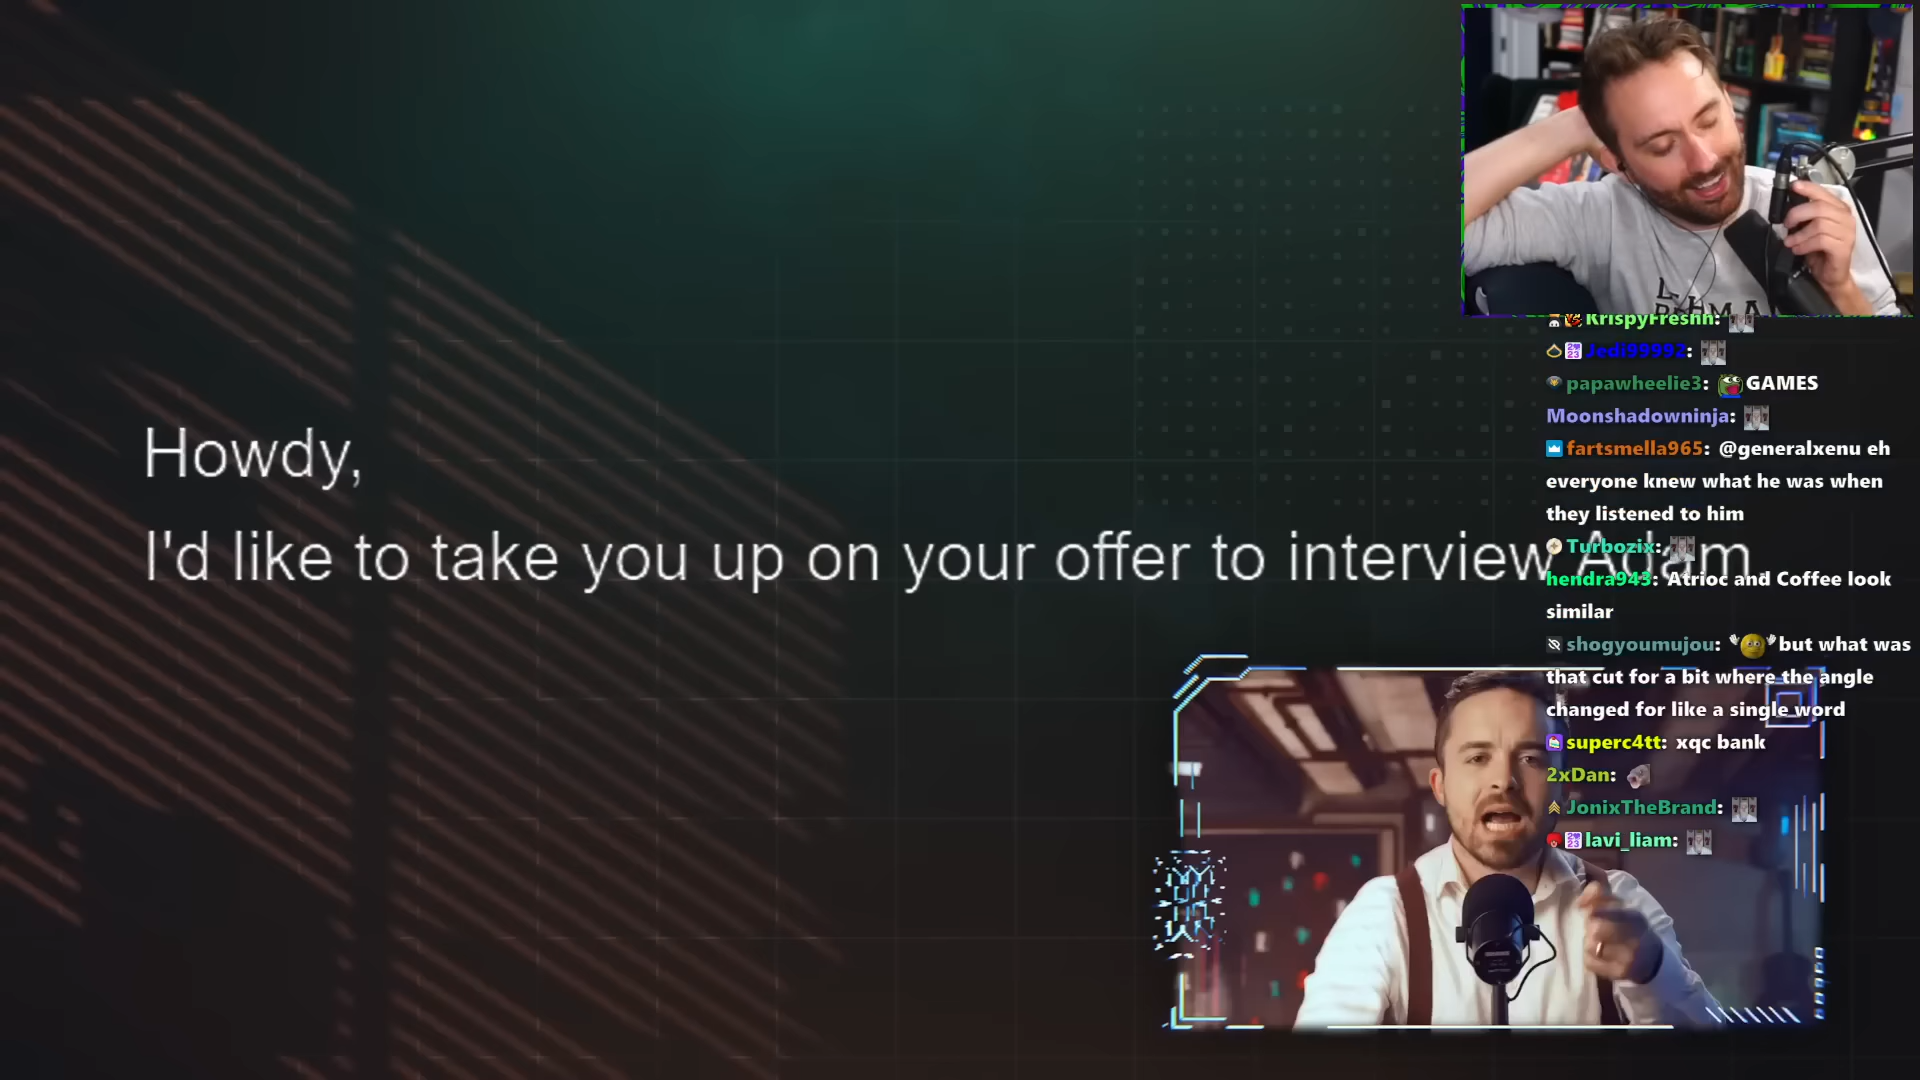 Howdy,
I'd like to take you up on your offer to interview Adam.
KrispyFreshh:
Jedi99992:
papawheelie3: GAMES
Moonshadowninja:
fartsmella965: @generalxenu eh
everyone knew what he was when
they listened to him
Turbozix:
hendra943: Atrioc and Coffee look
similar
shogyoumujou: but what was
that cut for a bit where the angle
changed for like a single word
superc4tt: xqc bank
2xDan:
JonixTheBrand:
lavi_liam: